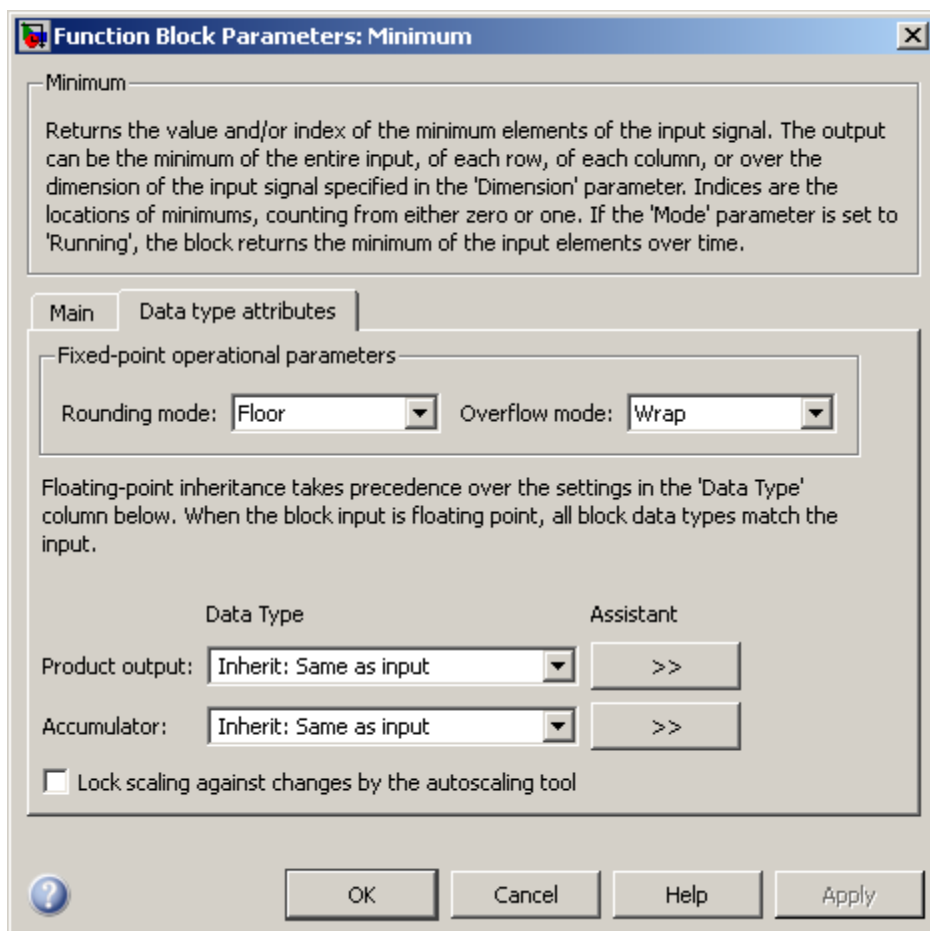 Function Block Parameters: Minimum
Minimum
Returns the value and/or index of the minimum elements of the input signal. The output
can be the minimum of the entire input, of each row, of each column, or over the
dimension of the input signal specified in the 'Dimension' parameter. Indices are the
locations of minimums, counting from either zero or one. If the 'Mode' parameter is set to
'Running', the block returns the minimum of the input elements over time.
Main Data type attributes
Fixed-point operational parameters
Rounding mode: Floor Overflow mode: Wrap
Floating-point inheritance takes precedence over the settings in the 'Data Type'
column below. When the block input is floating point, all block data types match the
input.
Data Type Assistant
Product output: Inherit: Same as input >>
Accumulator: Inherit: Same as input >>
Lock scaling against changes by the autoscaling tool
? OK Cancel Help Apply